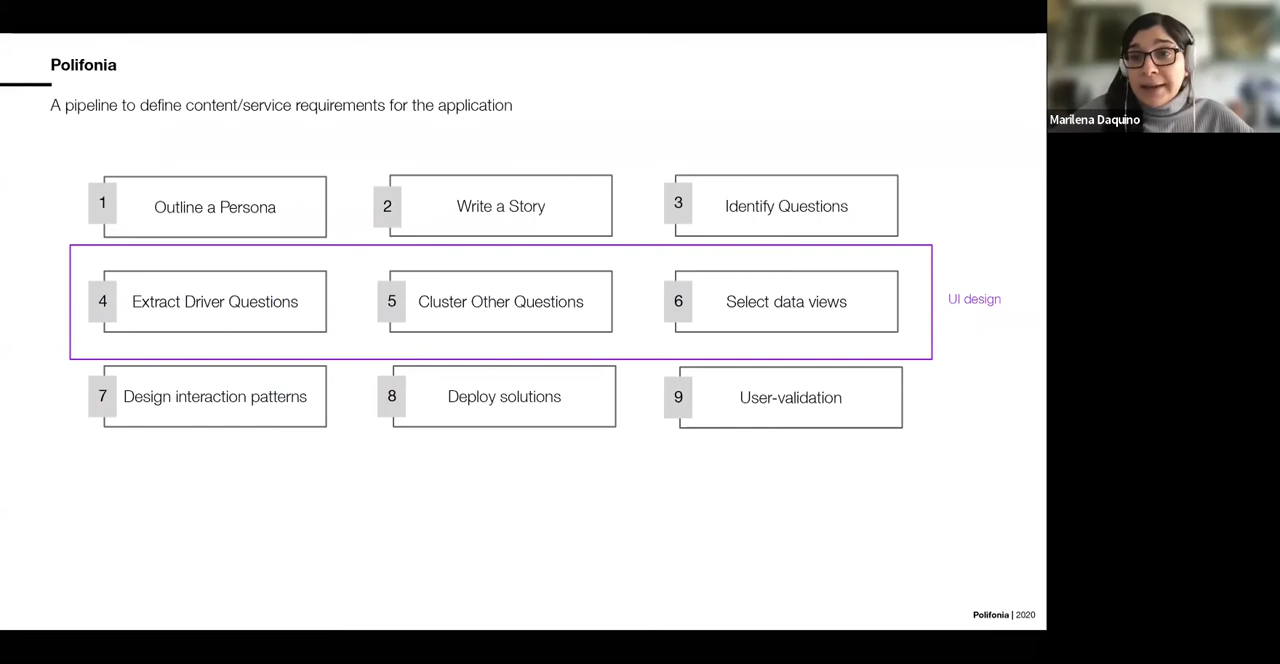 Polifonia
A pipeline to define content/service requirements for the application
Marilena Daquino
1
Outline a Persona
2
Write a Story
3
Identify Questions
4
Extract Driver Questions
5
Cluster Other Questions
6
Select data views
UI design
7
Design interaction patterns
8
Deploy solutions
9
User-validation
Polifonia | 2020